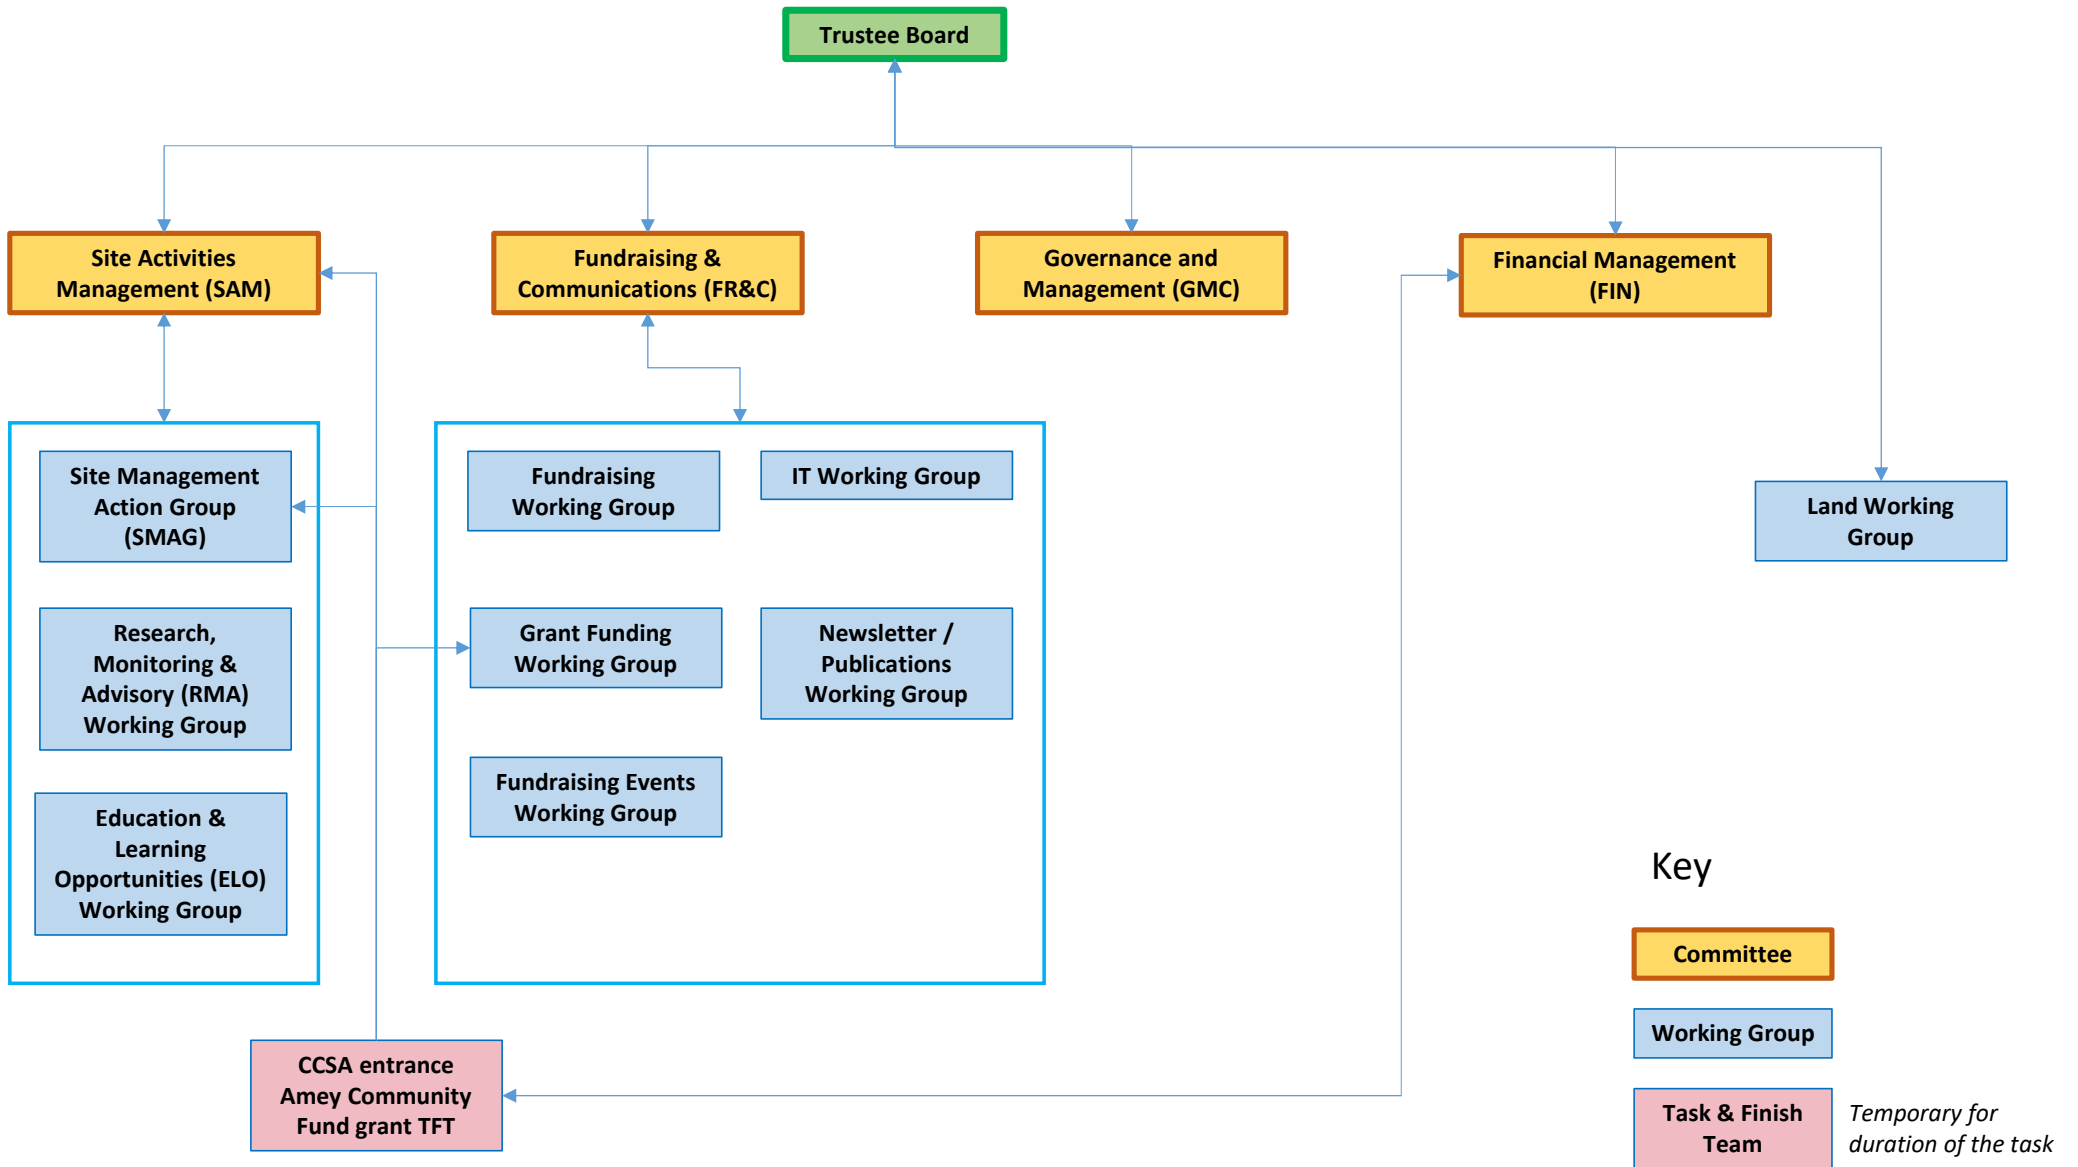 Trustee Board
Site Activities
Management (SAM)
Fundraising &
Communications (FR&C)
Governance and
Management (GMC)
Financial Management
(FIN)
Site Management
Action Group
(SMAG)
Fundraising
Working Group
IT Working Group
Land Working
Group
Research,
Monitoring &
Advisory (RMA)
Working Group
Grant Funding
Working Group
Newsletter /
Publications
Working Group
Fundraising Events
Working Group
Education &
Learning
Opportunities (ELO)
Working Group
CCSA entrance
Amey Community
Fund grant TFT
Key
Committee
Working Group
Task & Finish
Team
Temporary for
duration of the task